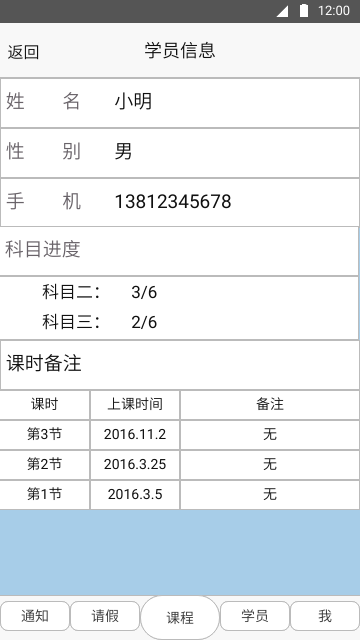 12:00
返回 学员信息
姓 名 小明
性 别 男
手 机 13812345678
科目进度
科目二： 3/6
科目三： 2/6
课时备注
课时 上课时间 备注
第3节 2016.11.2 无
第2节 2016.3.25 无
第1节 2016.3.5 无
通知 请假 课程 学员 我